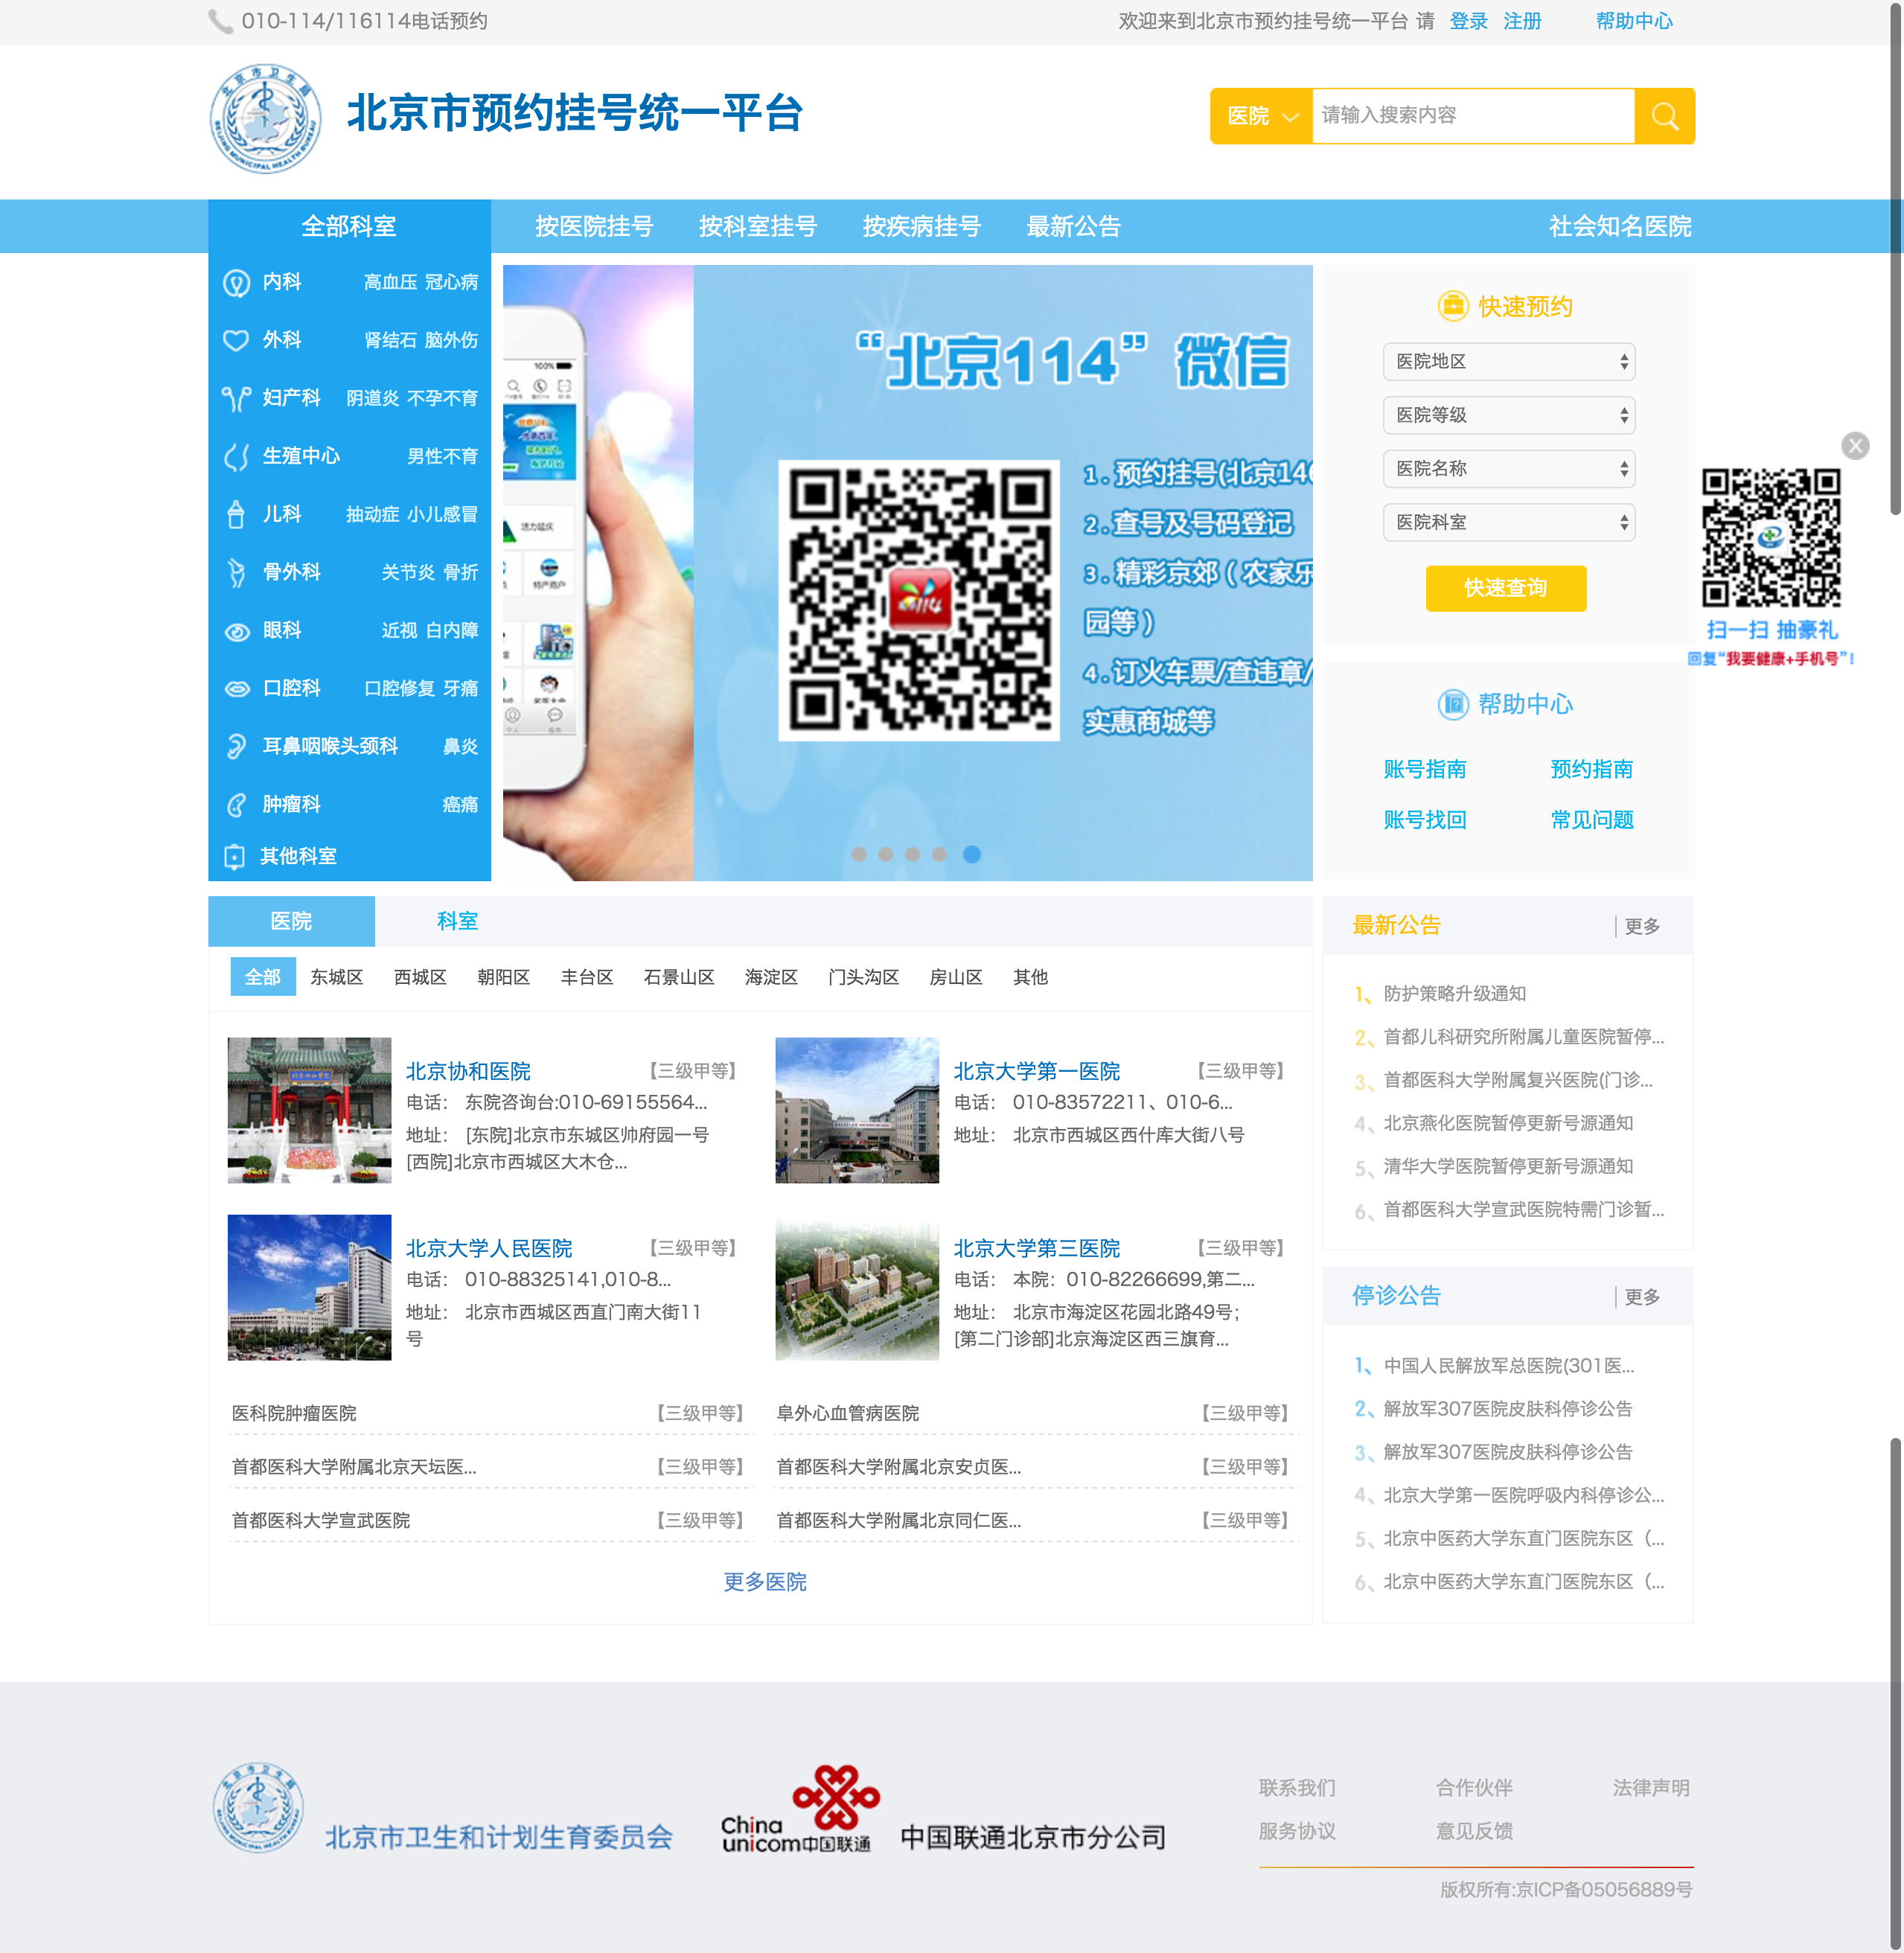 010-114/116114电话预约
欢迎来到北京市预约挂号统一平台 请 登录 注册 帮助中心
北京市预约挂号统一平台
医院 请输入搜索内容
全部科室 按医院挂号 按科室挂号 按疾病挂号 最新公告 社会知名医院
内科 高血压 冠心病
外科 肾结石 脑外伤
妇产科 阴道炎 不孕不育
生殖中心 男性不育
儿科 抽动症 小儿感冒
骨外科 关节炎 骨折
眼科 近视 白内障
口腔科 口腔修复 牙痛
耳鼻咽喉头颈科 鼻炎
肿瘤科 癌痛
其他科室
100%
“北京114”微信
1.预约挂号(北京14
2.查号及号码登记
3.精彩京郊(农家乐
园等)
4.订火车票/查违章/
实惠商城等
快速预约
医院地区
医院等级
医院名称
医院科室
快速查询
X
扫一扫 抽豪礼
回复“我要健康+手机号”!
帮助中心
账号指南 预约指南
账号找回 常见问题
医院 科室
全部 东城区 西城区 朝阳区 丰台区 石景山区 海淀区 门头沟区 房山区 其他
北京协和医院 【三级甲等】
电话： 东院咨询台:010-69155564...
地址： [东院]北京市东城区帅府园一号
[西院]北京市西城区大木仓...
北京大学第一医院 【三级甲等】
电话： 010-83572211、010-6...
地址： 北京市西城区西什库大街八号
北京大学人民医院 【三级甲等】
电话： 010-88325141,010-8...
地址： 北京市西城区西直门南大街11
号
北京大学第三医院 【三级甲等】
电话： 本院：010-82266699,第二...
地址： 北京市海淀区花园北路49号；
[第二门诊部]北京海淀区西三旗育...
医科院肿瘤医院 【三级甲等】
阜外心血管病医院 【三级甲等】
首都医科大学附属北京天坛医... 【三级甲等】
首都医科大学附属北京安贞医... 【三级甲等】
首都医科大学宣武医院 【三级甲等】
首都医科大学附属北京同仁医... 【三级甲等】
更多医院
最新公告 更多
1、防护策略升级通知
2、首都儿科研究所附属儿童医院暂停...
3、首都医科大学附属复兴医院(门诊...
4、北京燕化医院暂停更新号源通知
5、清华大学医院暂停更新号源通知
6、首都医科大学宣武医院特需门诊暂...
停诊公告 更多
1、中国人民解放军总医院(301医...
2、解放军307医院皮肤科停诊公告
3、解放军307医院皮肤科停诊公告
4、北京大学第一医院呼吸内科停诊公...
5、北京中医药大学东直门医院东区（...
6、北京中医药大学东直门医院东区（...
北京市卫生和计划生育委员会
China
unicom中国联通
中国联通北京市分公司
联系我们 合作伙伴 法律声明
服务协议 意见反馈
版权所有:京ICP备05056889号